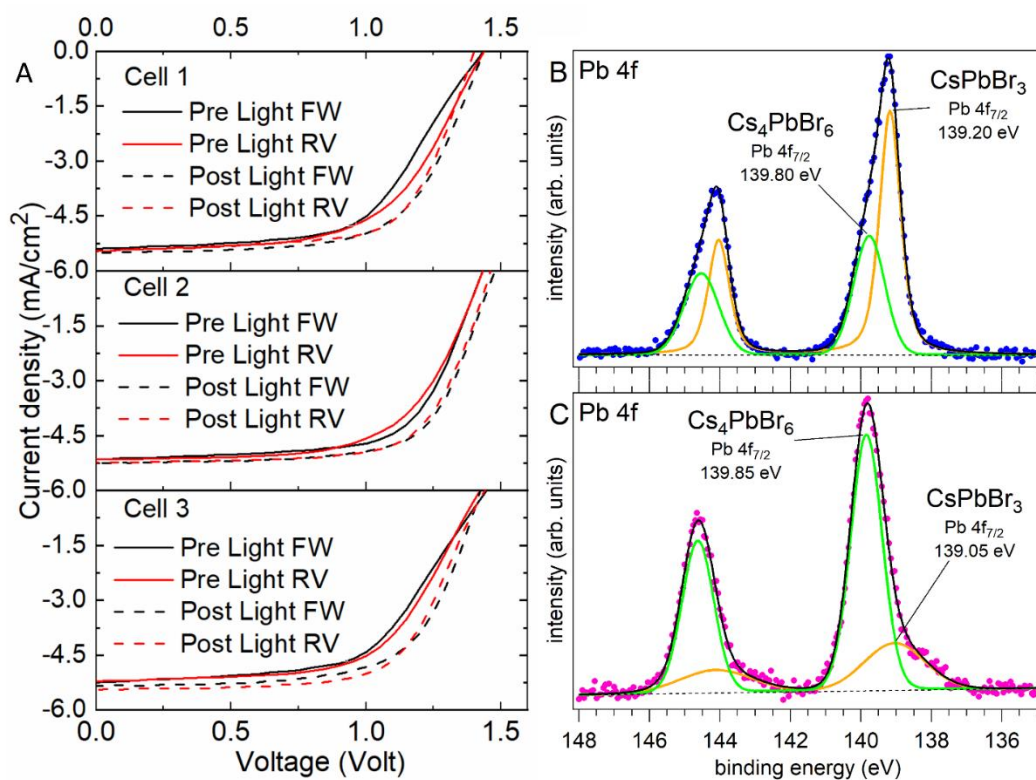 A
0.0 0.5 1.0 1.5
0.0
-1.5
-3.0
-4.5
-6.0
Cell 1
Pre Light FW
Pre Light RV
Post Light FW
Post Light RV
-1.5
-3.0
-4.5
-6.0
Cell 2
Pre Light FW
Pre Light RV
Post Light FW
Post Light RV
-1.5
-3.0
-4.5
-6.0
Cell 3
Pre Light FW
Pre Light RV
Post Light FW
Post Light RV
0.0 0.5 1.0 1.5
Voltage (Volt)
Current density (mA/cm²)
B Pb 4f
CsPbBr₃
Pb 4f₇/₂
139.20 eV
Cs₄PbBr₆
Pb 4f₇/₂
139.80 eV
intensity (arb. units)
C Pb 4f
Cs₄PbBr₆
Pb 4f₇/₂
139.85 eV
CsPbBr₃
Pb 4f₇/₂
139.05 eV
intensity (arb. units)
148 146 144 142 140 138 136
binding energy (eV)